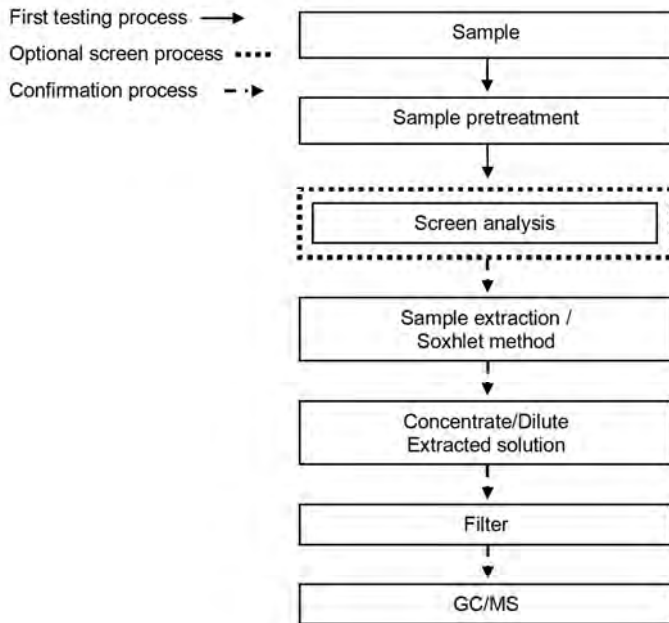 First testing process
Optional screen process
Confirmation process
Sample
Sample pretreatment
Screen analysis
Sample extraction /
Soxhlet method
Concentrate/Dilute
Extracted solution
Filter
GC/MS